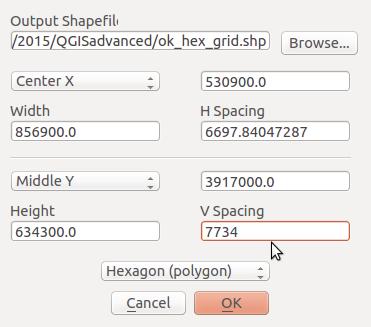 Output Shapefile
/2015/QGISadvanced/ok_hex_grid.shp Browse...
Center X 530900.0
Width H Spacing
856900.0 6697.84047287
Middle Y 3917000.0
Height V Spacing
634300.0 7734
Hexagon (polygon)
Cancel OK